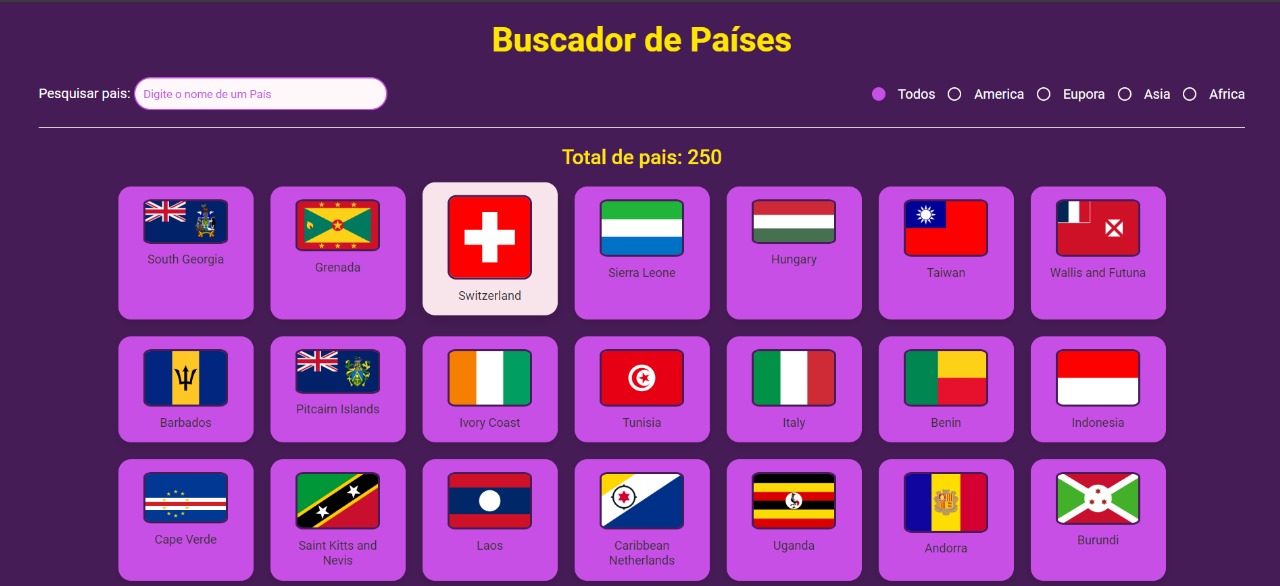 Buscador de Países
Pesquisar pais: Digite o nome de um País
Todos America Eupora Asia Africa
Total de pais: 250
South Georgia
Grenada
Switzerland
Sierra Leone
Hungary
Taiwan
Wallis and Futuna
Barbados
Pitcairn Islands
Ivory Coast
Tunisia
Italy
Benin
Indonesia
Cape Verde
Saint Kitts and
Nevis
Laos
Caribbean
Netherlands
Uganda
Andorra
Burundi